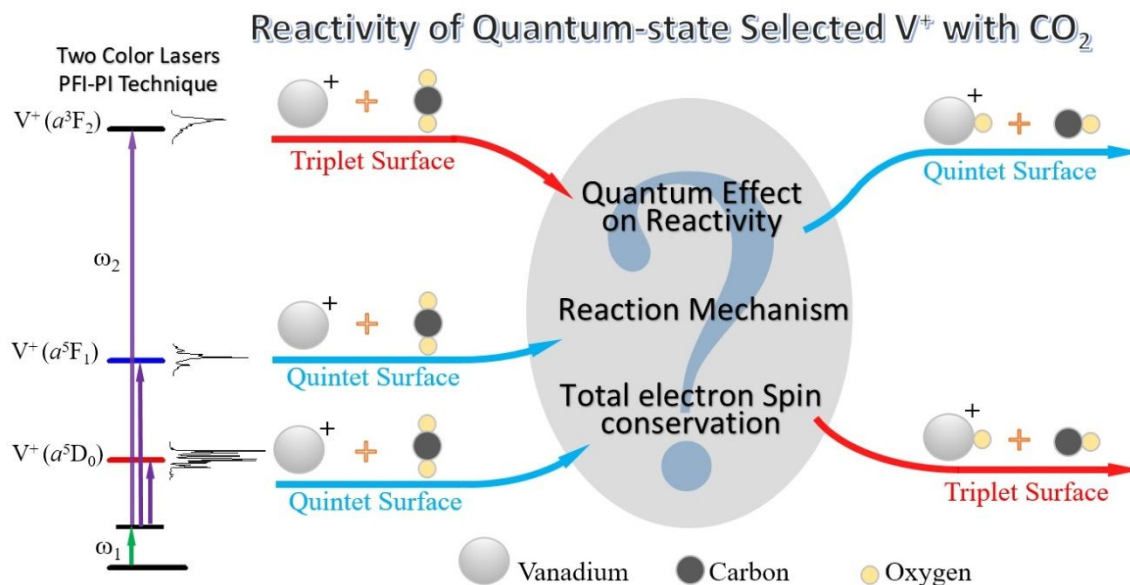 Reactivity of Quantum-state Selected V⁺ with CO₂
Two Color Lasers
PFI-PI Technique
V⁺(a³F₂)
ω₂
V⁺(a⁵F₁)
V⁺(a⁵D₀)
ω₁
+ +
Triplet Surface
+ +
Quintet Surface
+ +
Quintet Surface
Quantum Effect
on Reactivity
Reaction Mechanism
Total electron Spin
conservation
?
+ +
Quintet Surface
+ +
Triplet Surface
Vanadium
Carbon
Oxygen